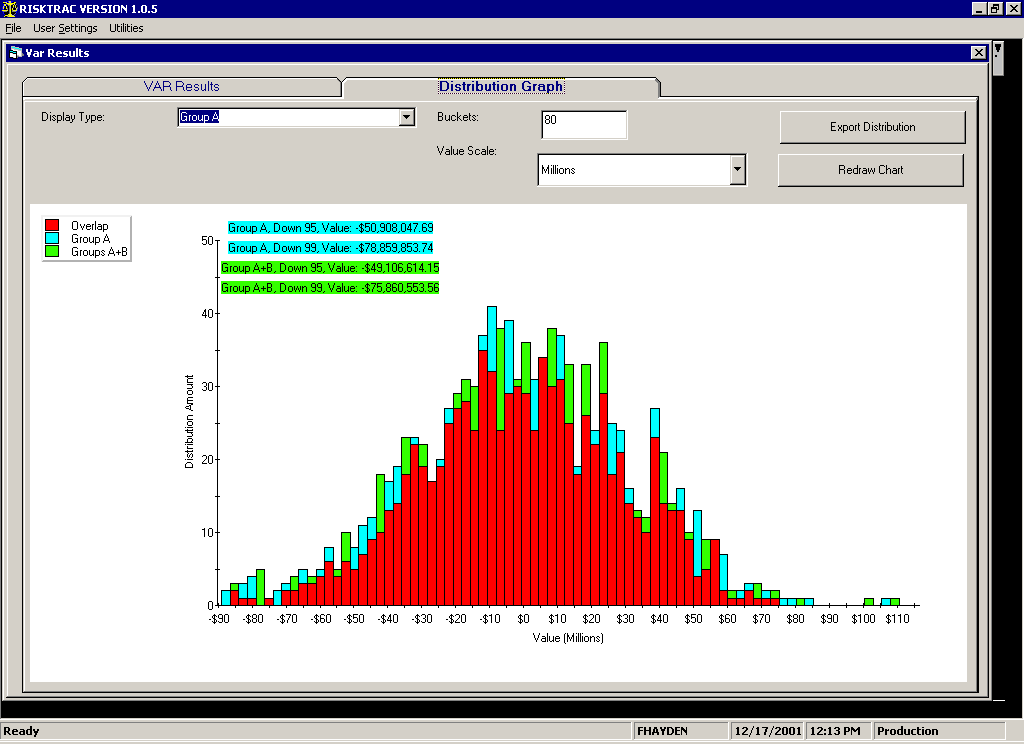 RISKTRAC VERSION 1.0.5
File User Settings Utilities
Var Results
VAR Results Distribution Graph
Display Type: Group A Buckets: 80 Export Distribution
Value Scale: Millions Redraw Chart
Overlap
Group A
Groups A+B
Group A, Down 95, Value: -$50,908,047.69
Group A, Down 99, Value: -$78,859,853.74
Group A+B, Down 95, Value: -$49,106,614.15
Group A+B, Down 99, Value: -$75,860,553.56
50
40
30
20
10
0
Distribution Amount
-$90 -$80 -$70 -$60 -$50 -$40 -$30 -$20 -$10 $0 $10 $20 $30 $40 $50 $60 $70 $80 $90 $100 $110
Value (Millions)
Ready FHAYDEN 12/17/2001 12:13 PM Production